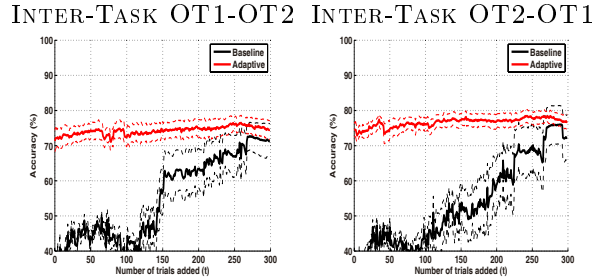 INTER-TASK OT1-OT2 INTER-TASK OT2-OT1
100
90
80
70
60
50
40
Accuracy (%)
Baseline
Adaptive
0 50 100 150 200 250 300
Number of trials added (t)
100
90
80
70
60
50
40
Accuracy (%)
Baseline
Adaptive
0 50 100 150 200 250 300
Number of trials added (t)